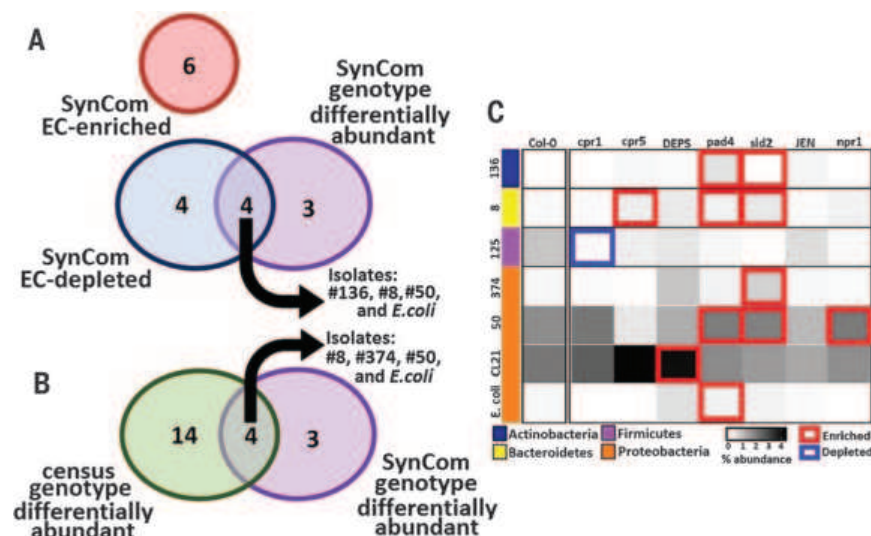 A
6
SynCom
EC-enriched
SynCom
genotype
differentially
abundant
4
4
3
SynCom
EC-depleted
Isolates:
#136, #8,#50,
and E.coli
Isolates:
#8, #374, #50,
and E.coli
B
14
4
3
census
genotype
differentially
abundant
SynCom
genotype
differentially
abundant
C
Col-0 cpr1 cpr5 DEPS pad4 sid2 JEN npr1
136
8
125
374
50
CL21
E. coli
Actinobacteria
Firmicutes
Bacteroidetes
Proteobacteria
0 1 2 3 4
% abundance
Enriched
Depleted